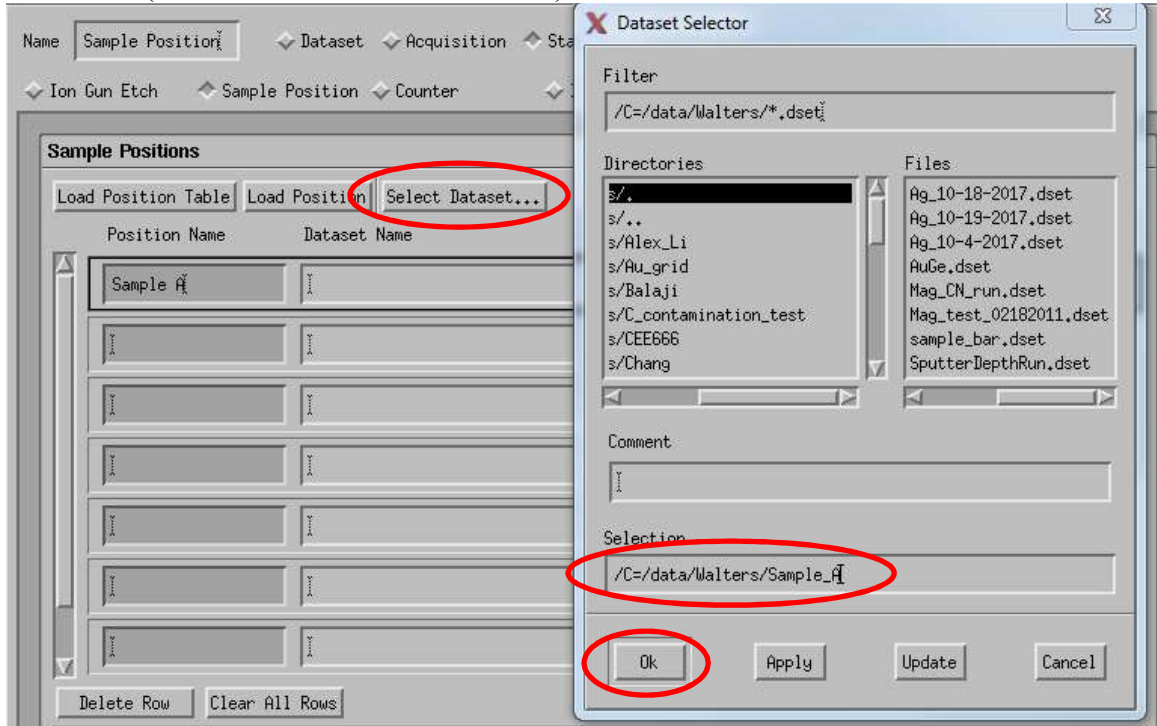 Name Sample Position Dataset Acquisition Sta
Ion Gun Etch Sample Position Counter
Sample Positions
Load Position Table Load Position Select Dataset...
Position Name Dataset Name
Sample A
Delete Row Clear All Rows
Dataset Selector
Filter
/C=/data/Walters/*.dset
Directories
s/.
s/..
s/Alex_Li
s/Au_grid
s/Balaji
s/C_contamination_test
s/CEE666
s/Chang
Files
Ag_10-18-2017.dset
Ag_10-19-2017.dset
Ag_10-4-2017.dset
AuGe.dset
Mag_CN_run.dset
Mag_test_02182011.dset
sample_bar.dset
SputterDepthRun.dset
Comment
Selection
/C=/data/Walters/Sample_A
Ok Apply Update Cancel